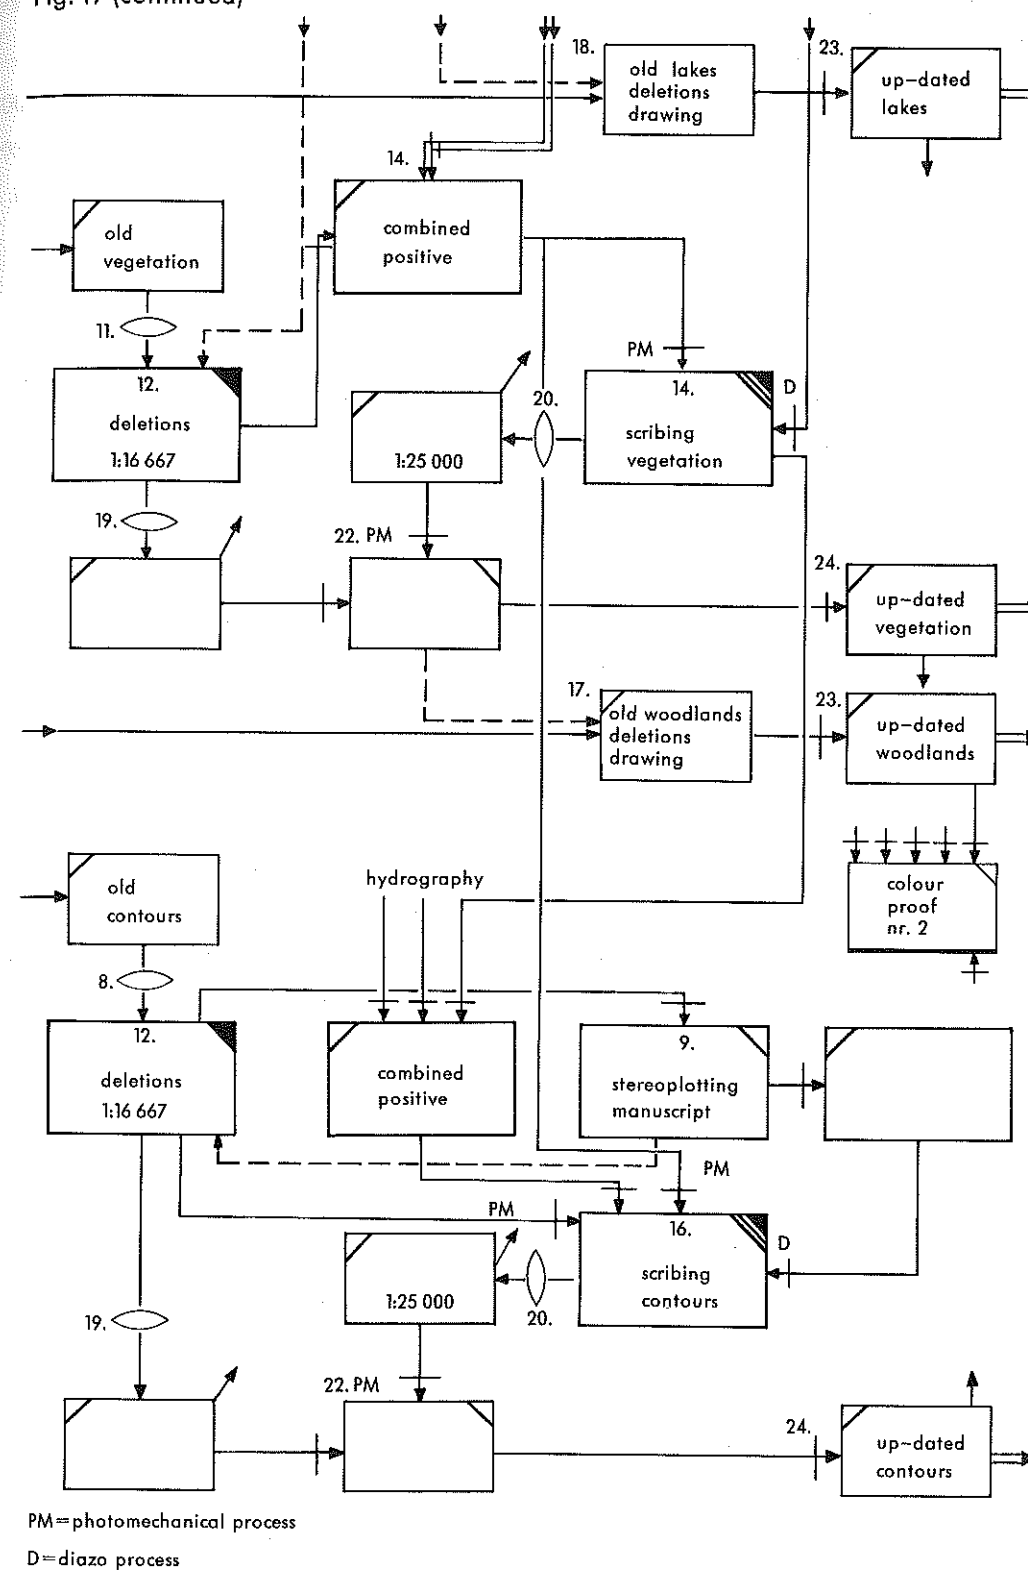 Fig. 17 (continued)
18.
old lakes
deletions
drawing
23.
up-dated
lakes
14.
combined
positive
old
vegetation
11.
12.
deletions
1:16 667
PM
14.
scribing
vegetation
D
20.
1:25 000
19.
22. PM
24.
up-dated
vegetation
17.
old woodlands
deletions
drawing
23.
up-dated
woodlands
colour
proof
nr. 2
old
contours
hydrography
8.
12.
deletions
1:16 667
combined
positive
9.
stereoplotting
manuscript
PM
PM
16.
scribing
contours
D
1:25 000
20.
19.
22. PM
24.
up-dated
contours
PM=photomechanical process
D=diazo process